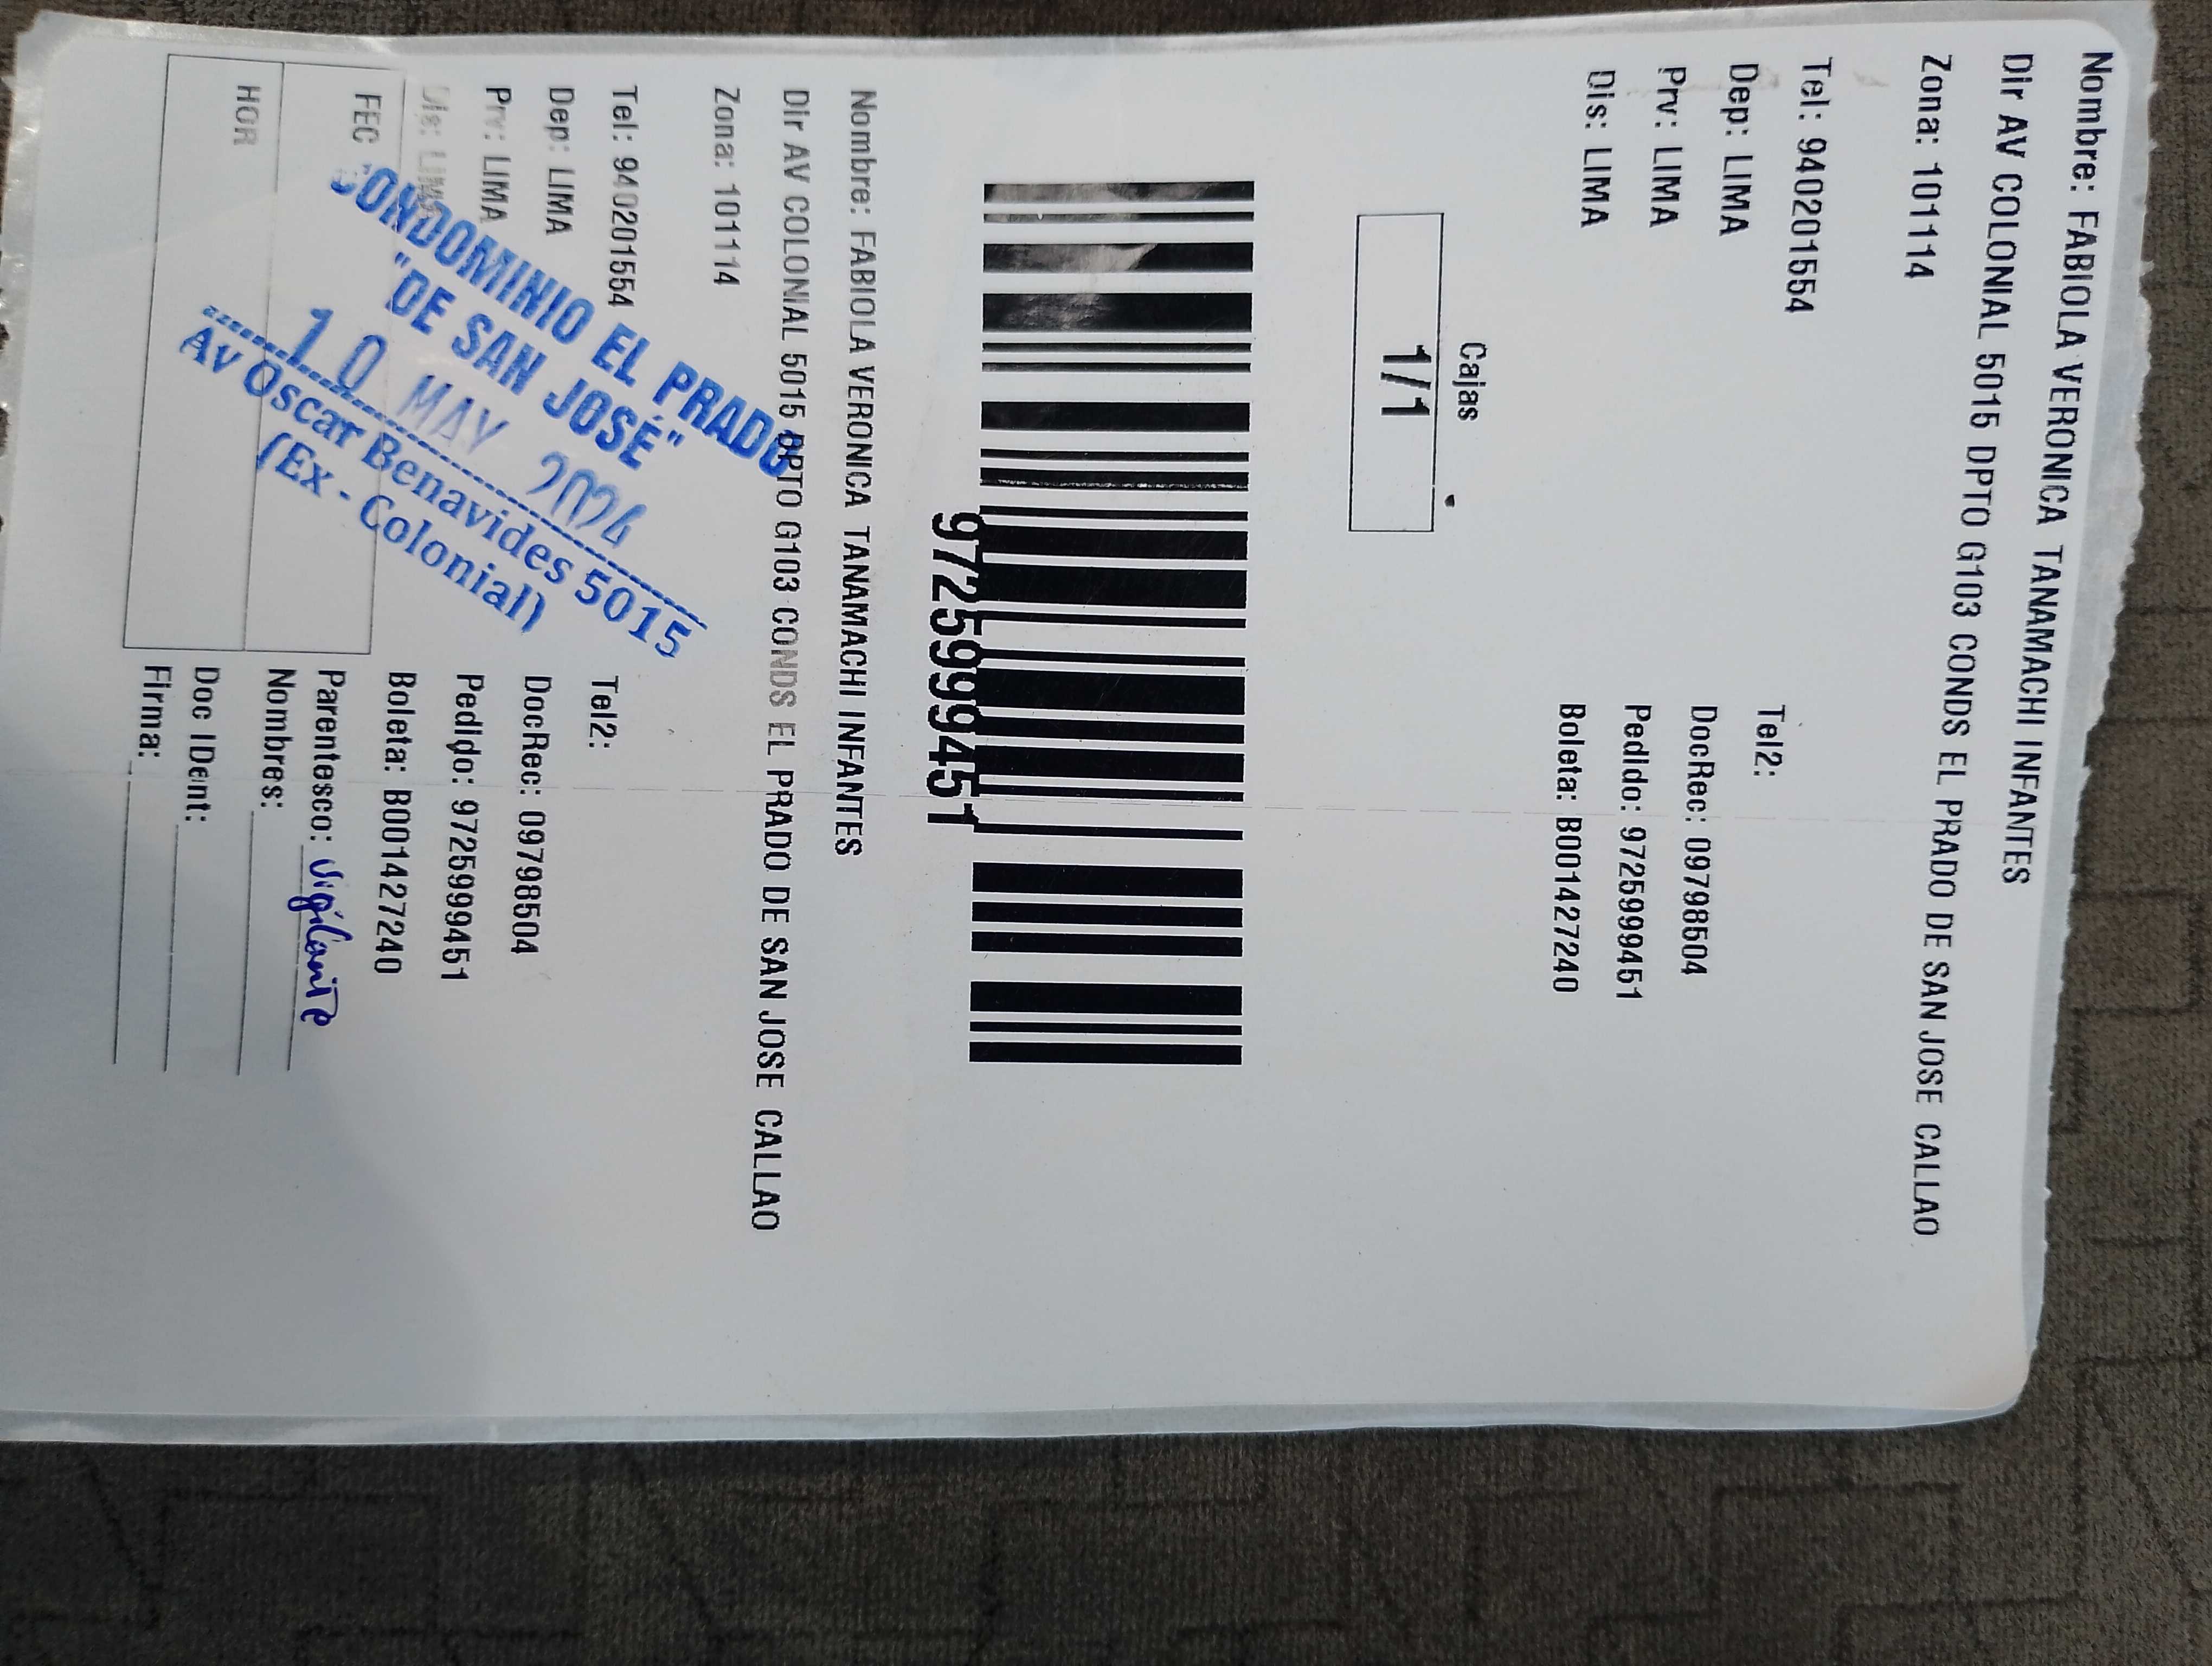 Nombre: FABIOLA VERONICA TANAMACHI INFANTES
Dir AV COLONIAL 5015 DPTO G103 CONDS EL PRADO DE SAN JOSE CALLAO
Zona: 101114
Tel: 940201554
Tel2:
Dep: LIMA
DocRec: 09798504
Prv: LIMA
Pedido: 9725999451
Dis: LIMA
Boleta: B001427240
Cajas
1/1
9725999451
Nombre: FABIOLA VERONICA TANAMACHI INFANTES
Dir AV COLONIAL 5015 DPTO G103 CONDS EL PRADO DE SAN JOSE CALLAO
Zona: 101114
Tel: 940201554
Tel2:
Dep: LIMA
DocRec: 09798504
Prv: LIMA
Pedido: 9725999451
Dis: LIMA
Boleta: B001427240
FEC
Parentesco: Vigilante
HOR
Nombres:
Doc IDent:
Firma:
CONDOMINIO EL PRADO
"DE SAN JOSÉ"
10 MAY 2024
Av Oscar Benavides 5015
(Ex - Colonial)